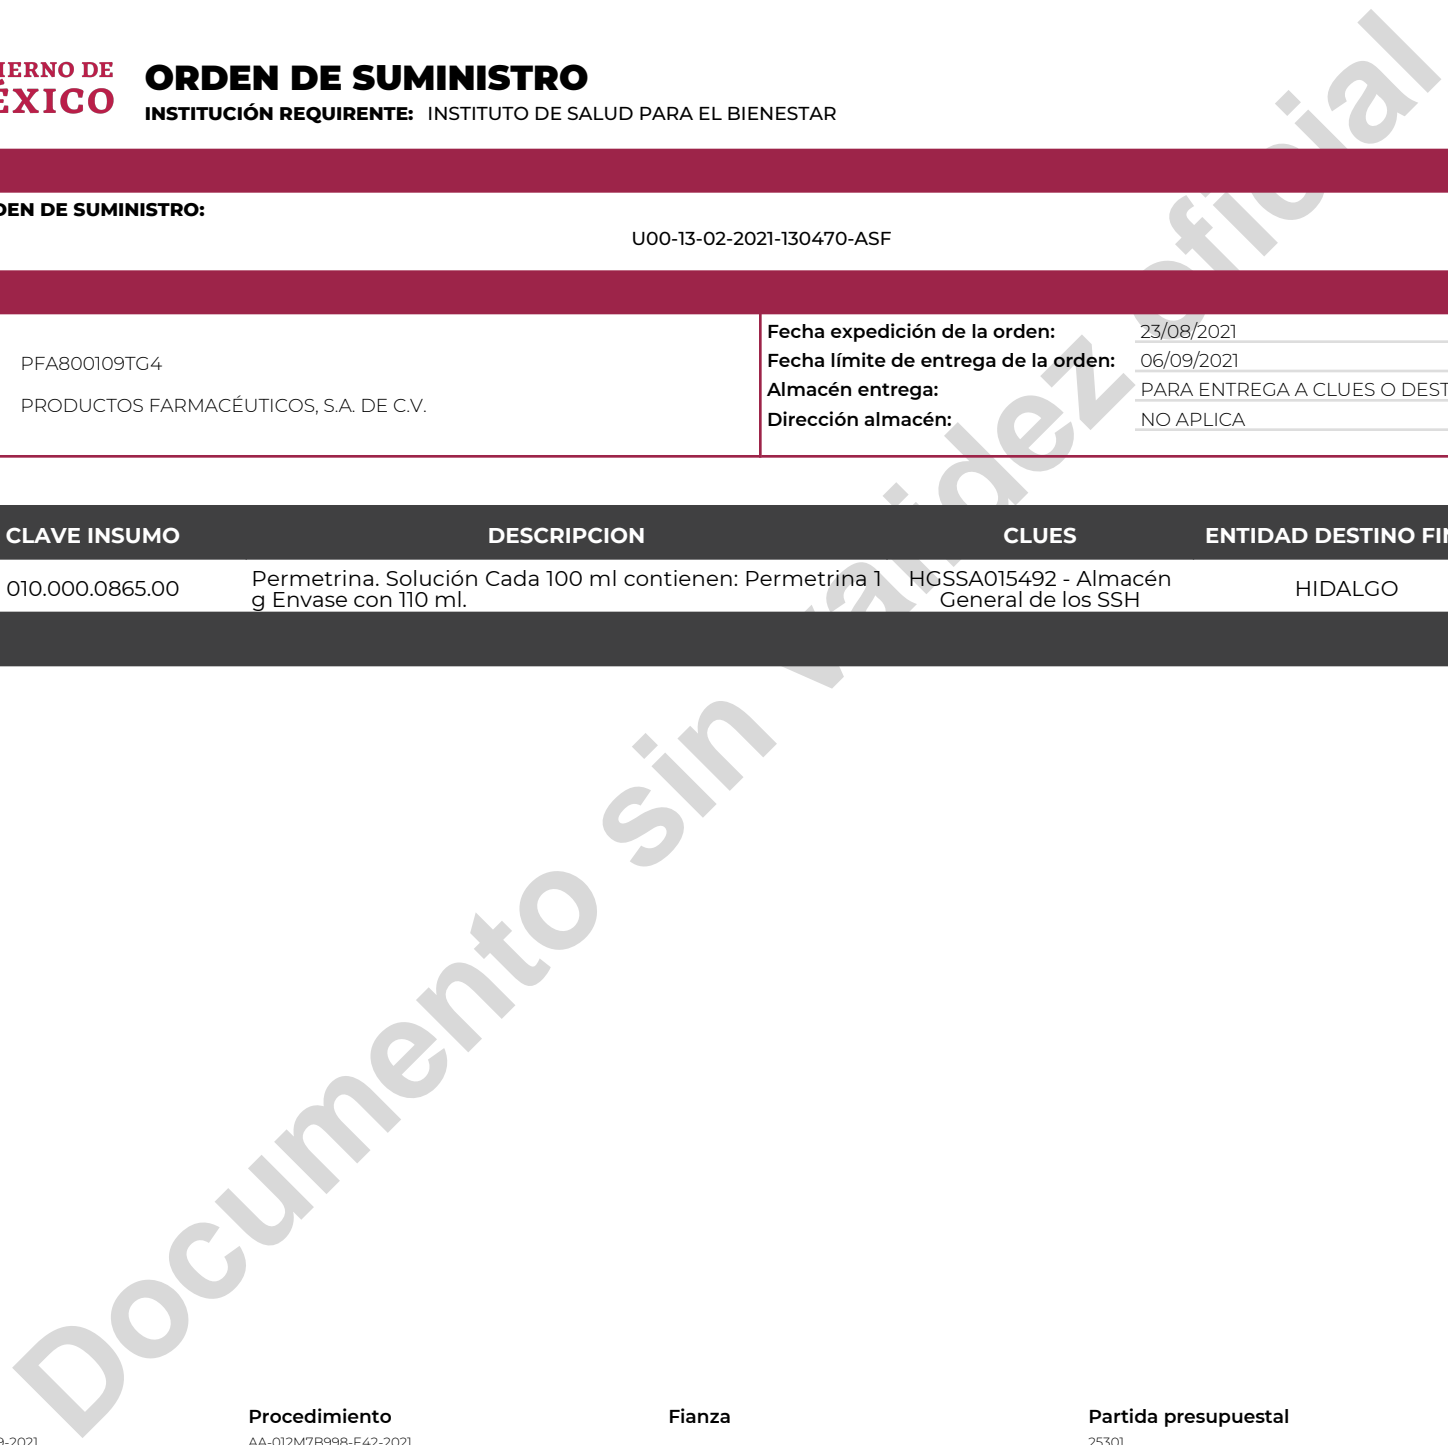 IERNO DE
ÉXICO
ORDEN DE SUMINISTRO
INSTITUCIÓN REQUIRENTE: INSTITUTO DE SALUD PARA EL BIENESTAR
DEN DE SUMINISTRO:
U00-13-02-2021-130470-ASF
PFA800109TG4
PRODUCTOS FARMACÉUTICOS, S.A. DE C.V.
Fecha expedición de la orden: 23/08/2021
Fecha límite de entrega de la orden: 06/09/2021
Almacén entrega: PARA ENTREGA A CLUES O DEST
Dirección almacén: NO APLICA
CLAVE INSUMO DESCRIPCION CLUES ENTIDAD DESTINO FIN
010.000.0865.00 Permetrina. Solución Cada 100 ml contienen: Permetrina 1 HGSSA015492 - Almacén HIDALGO
g Envase con 110 ml. General de los SSH
Documento sin validez oficial
Procedimiento Fianza Partida presupuestal
9-2021 AA-012M7B998-E42-2021 25301